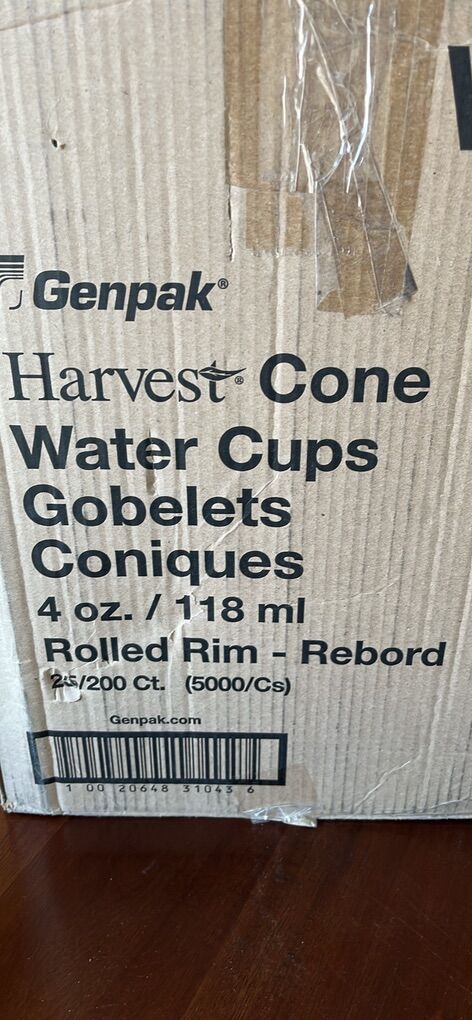 Genpak®
Harvest® Cone
Water Cups
Gobelets
Coniques
4 oz. / 118 ml
Rolled Rim - Rebord
25/200 Ct. (5000/Cs)
Genpak.com
1 00 20648 31043 6